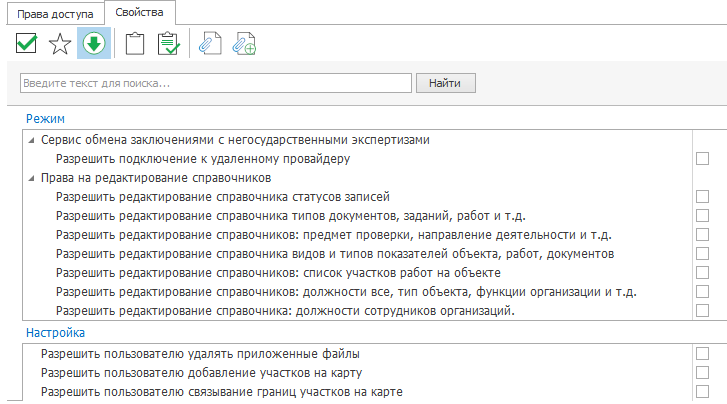 Права доступа
Свойства
Введите текст для поиска...
Найти
Режим
Сервис обмена заключениями с негосударственными экспертизами
Разрешить подключение к удаленному провайдеру
Права на редактирование справочников
Разрешить редактирование справочника статусов записей
Разрешить редактирование справочника типов документов, заданий, работ и т.д.
Разрешить редактирование справочников: предмет проверки, направление деятельности и т.д.
Разрешить редактирование справочника видов и типов показателей объекта, работ, документов
Разрешить редактирование справочников: список участков работ на объекте
Разрешить редактирование справочников: должности все, тип объекта, функции организации и т.д.
Разрешить редактирование справочника: должности сотрудников организаций.
Настройка
Разрешить пользователю удалять приложенные файлы
Разрешить пользователю добавление участков на карту
Разрешить пользователю связывание границ участков на карте